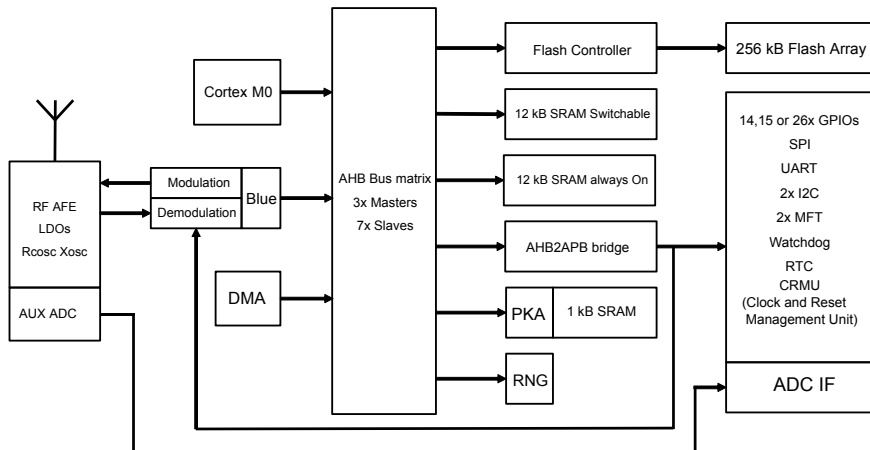 Flash Controller
256 kB Flash Array
Cortex M0
12 kB SRAM Switchable
14,15 or 26x GPIOs
SPI
UART
2x I2C
2x MFT
Watchdog
RTC
CRMU
(Clock and Reset
Management Unit)
Modulation
Demodulation
Blue
AHB Bus matrix
3x Masters
7x Slaves
12 kB SRAM always On
RF AFE
LDOs
Rcosc Xosc
AHB2APB bridge
DMA
PKA
1 kB SRAM
AUX ADC
RNG
ADC IF